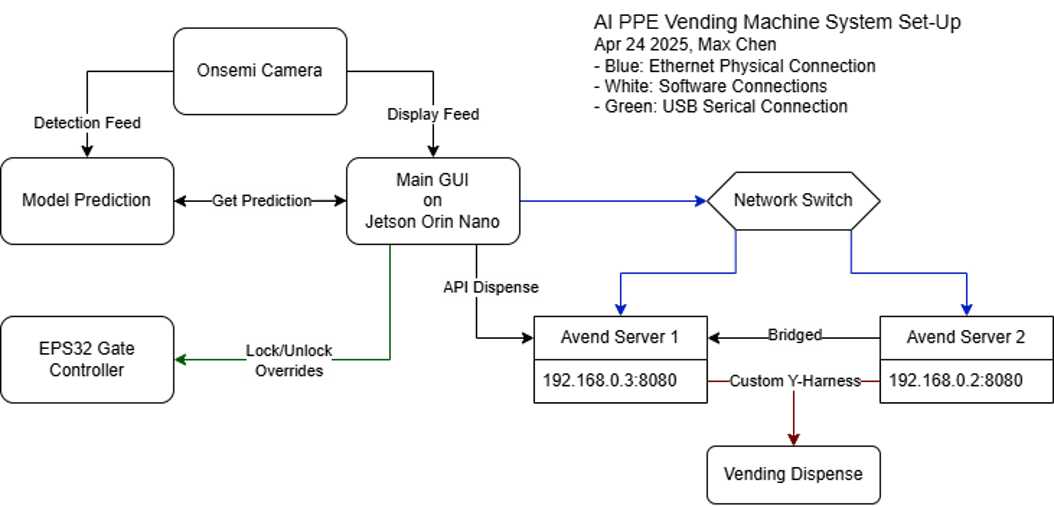 AI PPE Vending Machine System Set-Up
Apr 24 2025, Max Chen
- Blue: Ethernet Physical Connection
- White: Software Connections
- Green: USB Serical Connection
Onsemi Camera
Detection Feed
Display Feed
Model Prediction
Get Prediction
Main GUI
on
Jetson Orin Nano
Network Switch
API Dispense
EPS32 Gate
Controller
Lock/Unlock
Overrides
Avend Server 1
Bridged
Avend Server 2
192.168.0.3:8080
Custom Y-Harness
192.168.0.2:8080
Vending Dispense